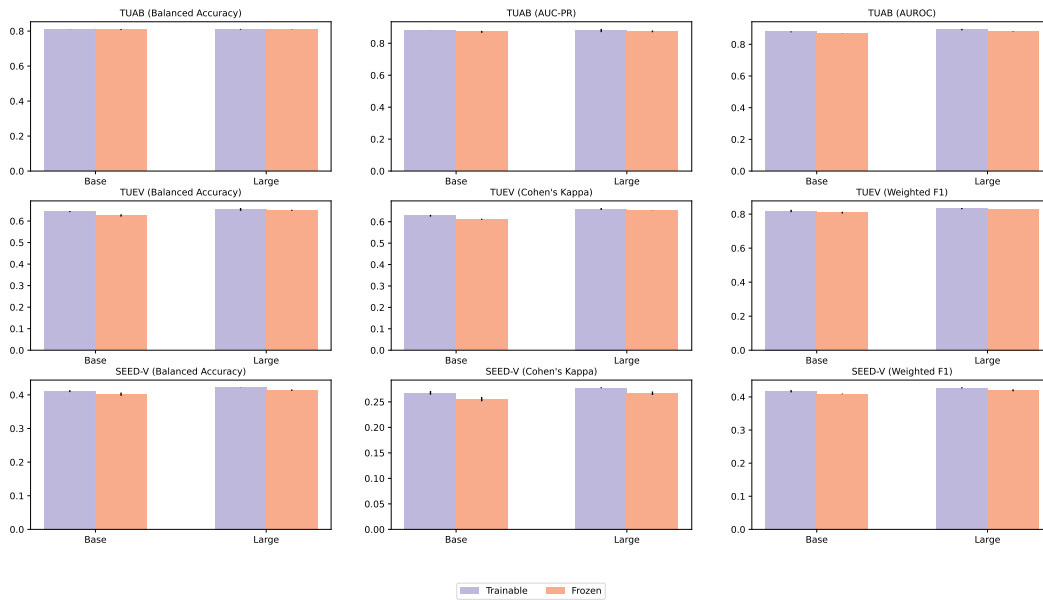 TUAB (Balanced Accuracy)
0.8
0.6
0.4
0.2
0.0
Base
Large
TUAB (AUC-PR)
0.8
0.6
0.4
0.2
0.0
Base
Large
TUAB (AUROC)
0.8
0.6
0.4
0.2
0.0
Base
Large
TUEV (Balanced Accuracy)
0.6
0.5
0.4
0.3
0.2
0.1
0.0
Base
Large
TUEV (Cohen's Kappa)
0.6
0.5
0.4
0.3
0.2
0.1
0.0
Base
Large
TUEV (Weighted F1)
0.8
0.6
0.4
0.2
0.0
Base
Large
SEED-V (Balanced Accuracy)
0.4
0.3
0.2
0.1
0.0
Base
Large
SEED-V (Cohen's Kappa)
0.25
0.20
0.15
0.10
0.05
0.00
Base
Large
SEED-V (Weighted F1)
0.4
0.3
0.2
0.1
0.0
Base
Large
Trainable
Frozen